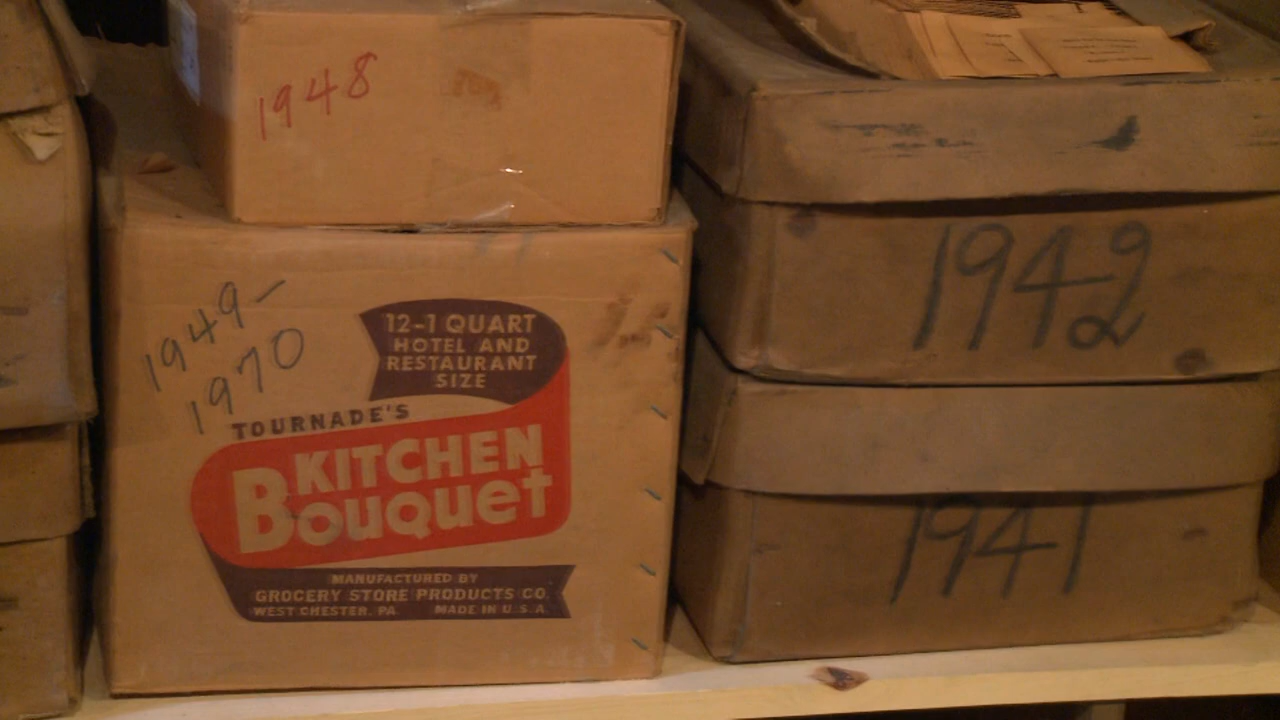 1948
1949-
1970
12-1 QUART
HOTEL AND
RESTAURANT
SIZE
TOURNADE'S
KITCHEN
BOUQUET
MANUFACTURED BY
GROCERY STORE PRODUCTS CO.
WEST CHESTER, PA. MADE IN U.S.A.
1942
1941